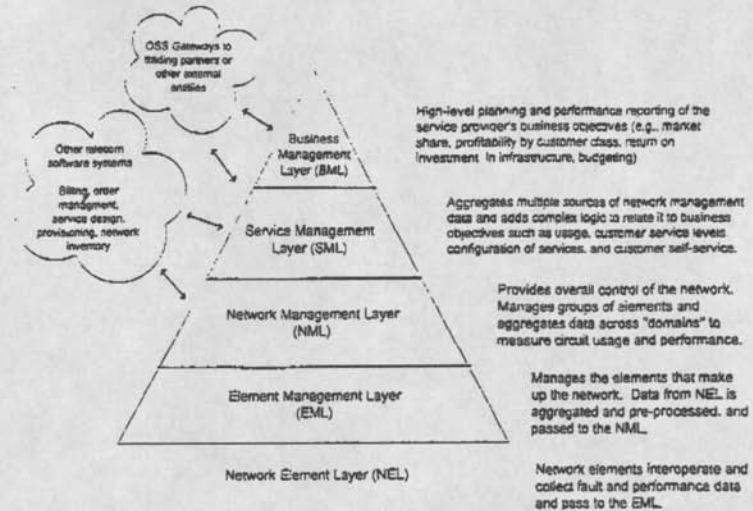 OSS Gateways to
trading partners or
other external
entities
Other telecom
software systems
Billing, order
managment,
service design,
provisioning, network
inventory
Business
Management
Layer (BML)
High-level planning and performance reporting of the
service provider's business objectives (e.g., market
share, profitability by customer class, return on
investment in infrastructure, budgeting)
Service Management
Layer (SML)
Aggregates multiple sources of network management
data and adds complex logic to relate it to business
objectives such as usage, customer service levels
configuration of services, and customer self-service.
Network Management Layer
(NML)
Provides overall control of the network.
Manages groups of elements and
aggregates data across "domains" to
measure circuit usage and performance.
Element Management Layer
(EML)
Manages the elements that make
up the network. Data from NEL is
aggregated and pre-processed, and
passed to the NML.
Network Element Layer (NEL)
Network elements interoperate and
collect fault and performance data
and pass to the EML.